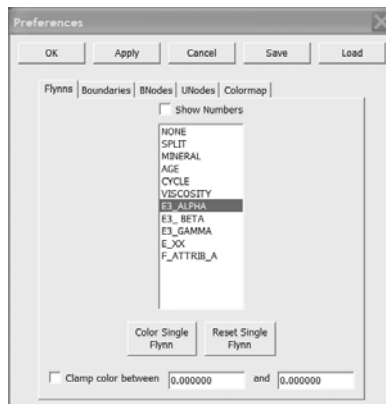 Preferences
OK Apply Cancel Save Load
Flynns Boundaries BNodes UNodes Colormap
Show Numbers
NONE
SPLIT
MINERAL
AGE
CYCLE
VISCOSITY
E3_ALPHA
E3_ BETA
E3_GAMMA
E_XX
F_ATTRIB_A
Color Single Flynn Reset Single Flynn
Clamp color between 0.000000 and 0.000000